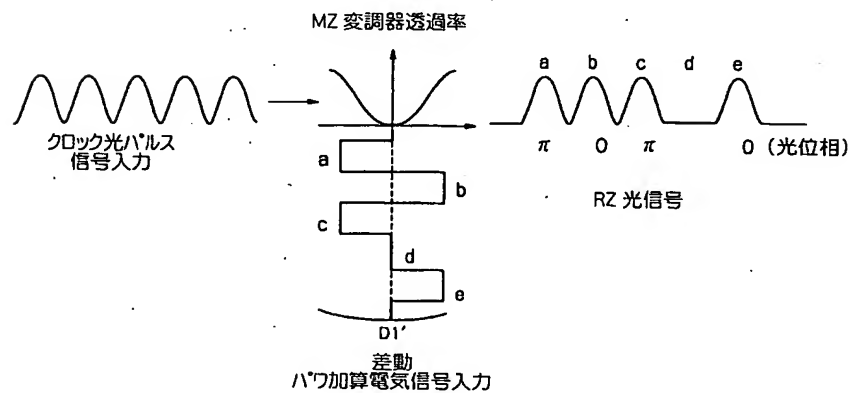 MZ 変調器透過率
a b c d e
クロック光パルス
信号入力
π 0 π 0 (光位相)
RZ 光信号
a
b
c
d
e
D1′
差動
パワ加算電気信号入力